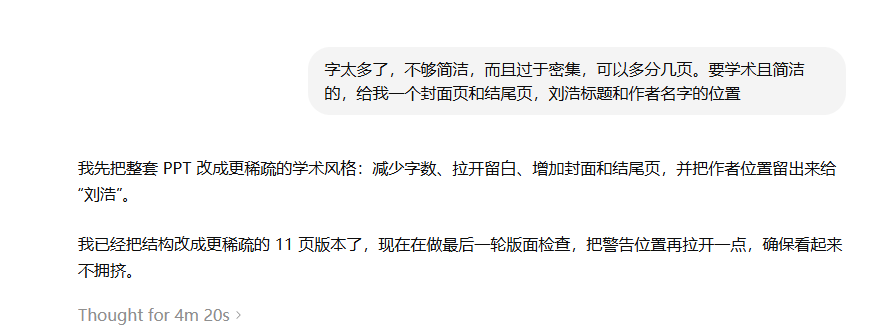 字太多了，不够简洁，而且过于密集，可以多分几页。要学术且简洁
的，给我一个封面页和结尾页，刘浩标题和作者名字的位置
我先把整套 PPT 改成更稀疏的学术风格：减少字数、拉开留白、增加封面和结尾页，并把作者位置留出来给
“刘浩”。
我已经把结构改成更稀疏的 11 页版本了，现在在做最后一轮版面检查，把警告位置再拉开一点，确保看起来
不拥挤。
Thought for 4m 20s >